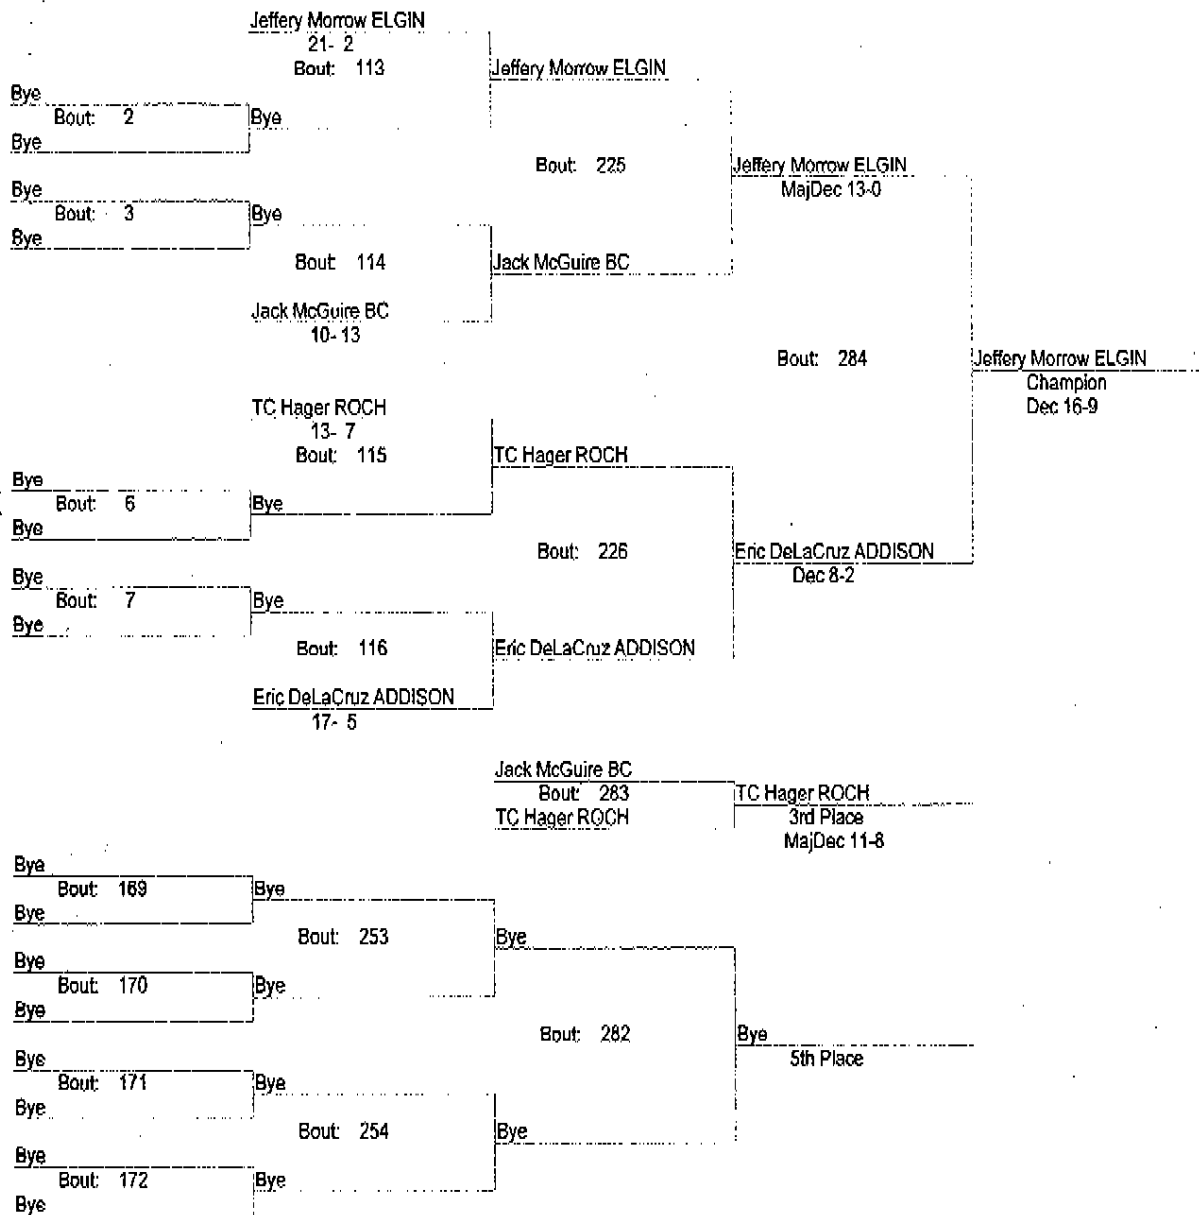 Jeffery Morrow ELGIN
21- 2
Bout: 113
Jeffery Morrow ELGIN
Bye
Bout: 2
Bye
Bye
Bout: 225
Jeffery Morrow ELGIN
MajDec 13-0
Bye
Bout: 3
Bye
Bye
Bout: 114
Jack McGuire BC
Jack McGuire BC
10- 13
Bout: 284
Jeffery Morrow ELGIN
Champion
Dec 16-9
TC Hager ROCH
13- 7
Bout: 115
TC Hager ROCH
Bye
Bout: 6
Bye
Bye
Bout: 226
Eric DeLaCruz ADDISON
Dec 8-2
Bye
Bout: 7
Bye
Bye
Bout: 116
Eric DeLaCruz ADDISON
Eric DeLaCruz ADDISON
17- 5
Jack McGuire BC
Bout: 283
TC Hager ROCH
TC Hager ROCH
3rd Place
MajDec 11-8
Bye
Bout: 169
Bye
Bye
Bout: 253
Bye
Bye
Bout: 170
Bye
Bye
Bout: 282
Bye
5th Place
Bye
Bout: 171
Bye
Bye
Bout: 254
Bye
Bye
Bout: 172
Bye
Bye